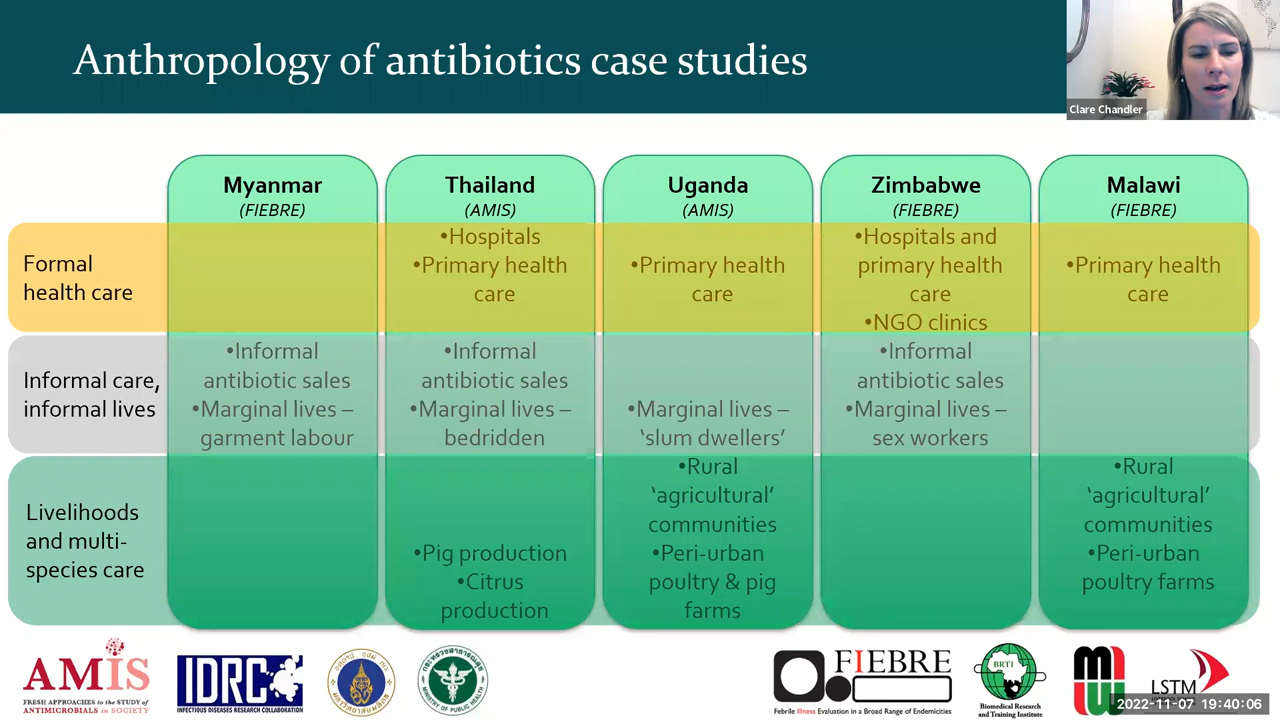 Anthropology of antibiotics case studies
Clare Chandler
Myanmar
(FIEBRE)
Thailand
(AMIS)
Uganda
(AMIS)
Zimbabwe
(FIEBRE)
Malawi
(FIEBRE)
Formal
health care
•Hospitals
•Primary health
care
•Primary health
care
•Hospitals and
primary health
care
•NGO clinics
•Primary health
care
Informal care,
informal lives
•Informal
antibiotic sales
•Marginal lives –
garment labour
•Informal
antibiotic sales
•Marginal lives –
bedridden
•Marginal lives –
‘slum dwellers’
•Informal
antibiotic sales
•Marginal lives –
sex workers
Livelihoods
and multi-
species care
•Pig production
•Citrus
production
•Rural
‘agricultural’
communities
•Peri-urban
poultry & pig
farms
•Rural
‘agricultural’
communities
•Peri-urban
poultry farms
AMIS
FRESH APPROACHES to the STUDY of
ANTIMICROBIALS in SOCIETY
IDRC
INFECTIOUS DISEASES RESEARCH COLLABORATION
MINISTRY OF PUBLIC HEALTH
FIEBRE
Febrile Illness Evaluation in a Broad Range of Endemicities
BRTI
Biomedical Research
and Training Institute
LSTM
2022-11-07 19:40:06